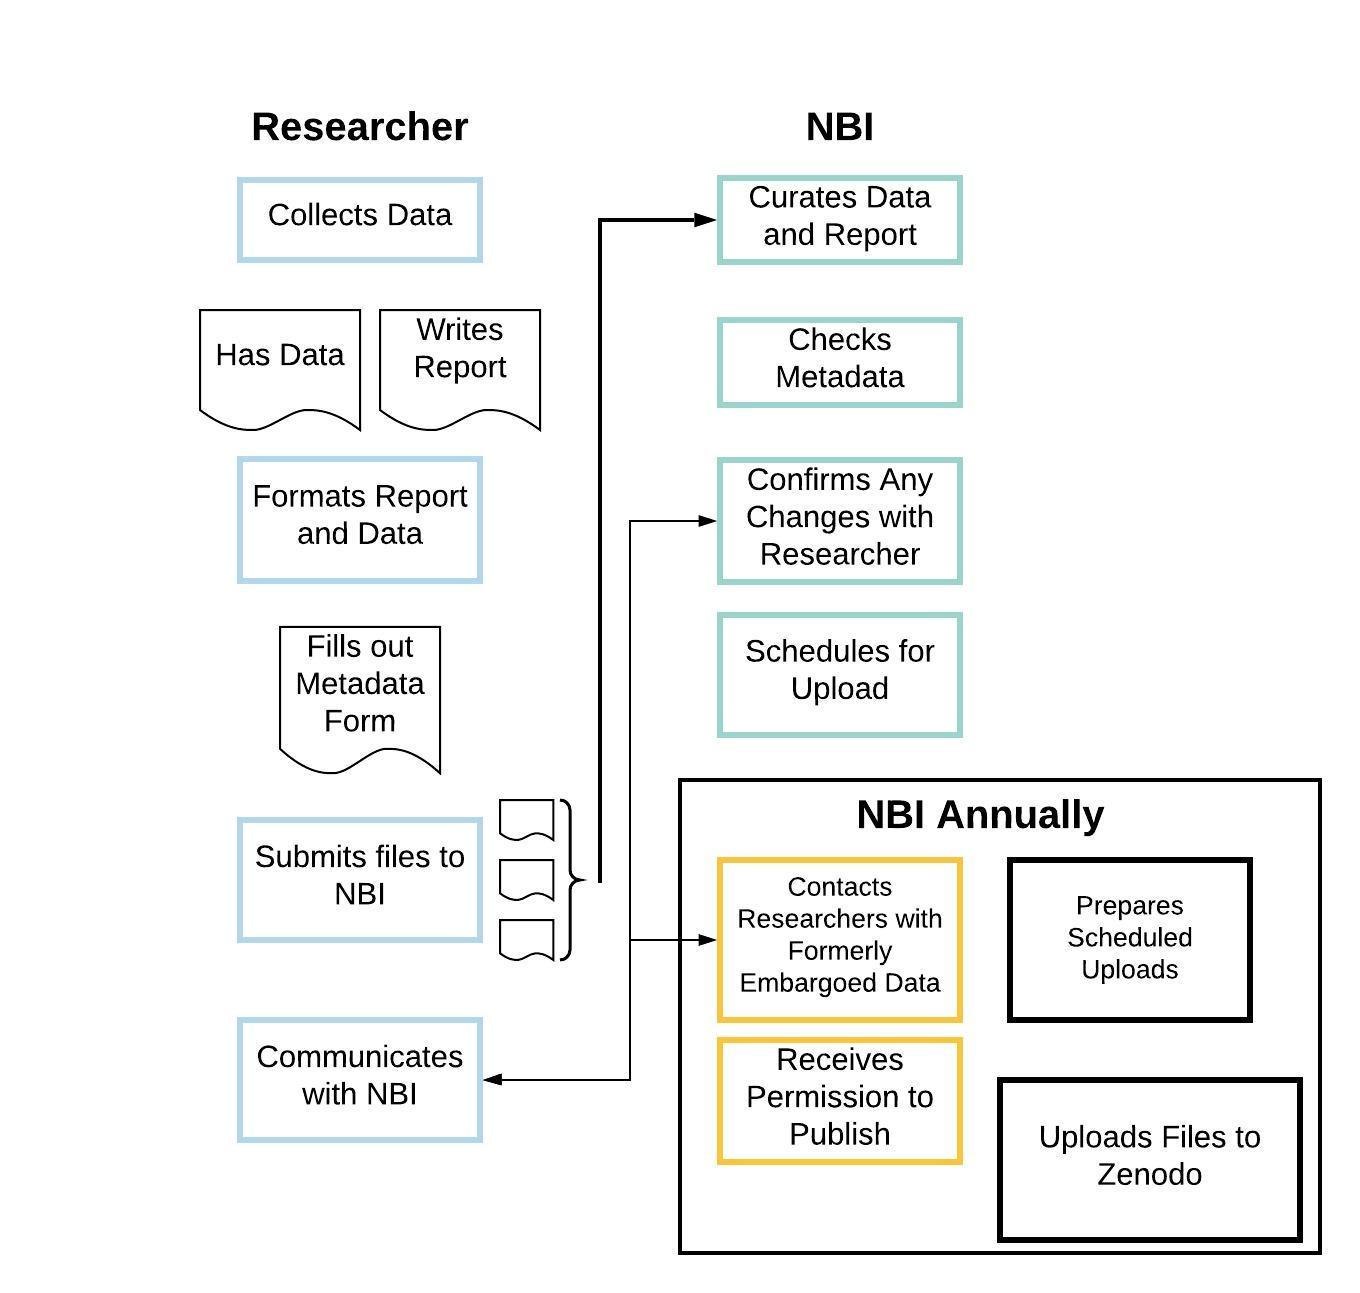 Researcher
Collects Data
Has Data
Writes
Report
Formats Report
and Data
Fills out
Metadata
Form
Submits files to
NBI
Communicates
with NBI
NBI
Curates Data
and Report
Checks
Metadata
Confirms Any
Changes with
Researcher
Schedules for
Upload
NBI Annually
Contacts
Researchers with
Formerly
Embargoed Data
Receives
Permission to
Publish
Prepares
Scheduled
Uploads
Uploads Files to
Zenodo